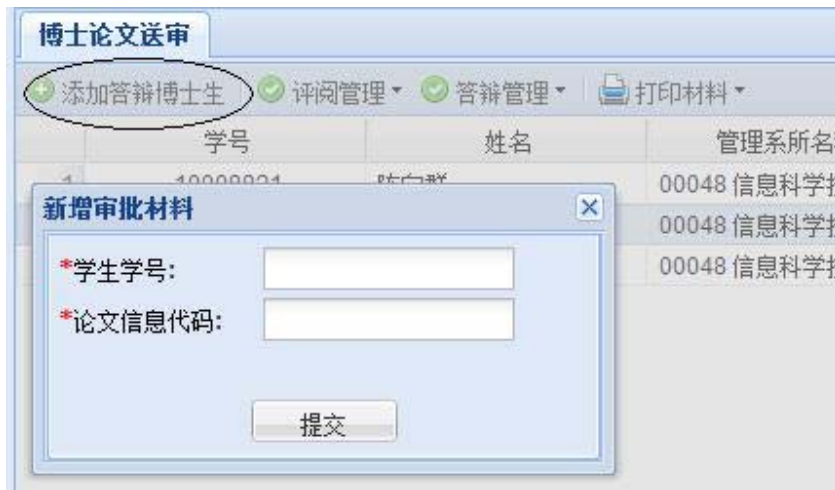 博士论文送审
添加答辩博士生 评阅管理 答辩管理 打印材料
学号 姓名 管理系所名
00048 信息科学技
新增审批材料
00048 信息科学技
*学生学号:
00048 信息科学技
*论文信息代码:
提交